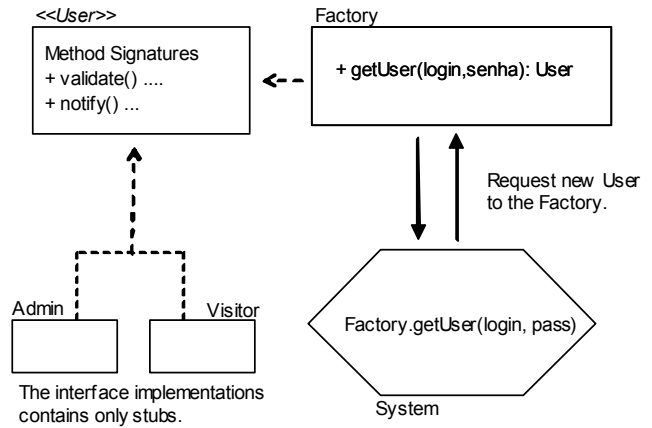 <<User>>
Method Signatures
+ validate() ....
+ notify() ...
Factory
+ getUser(login,senha): User
Request new User
to the Factory.
Admin
Visitor
The interface implementations
contains only stubs.
Factory.getUser(login, pass)
System